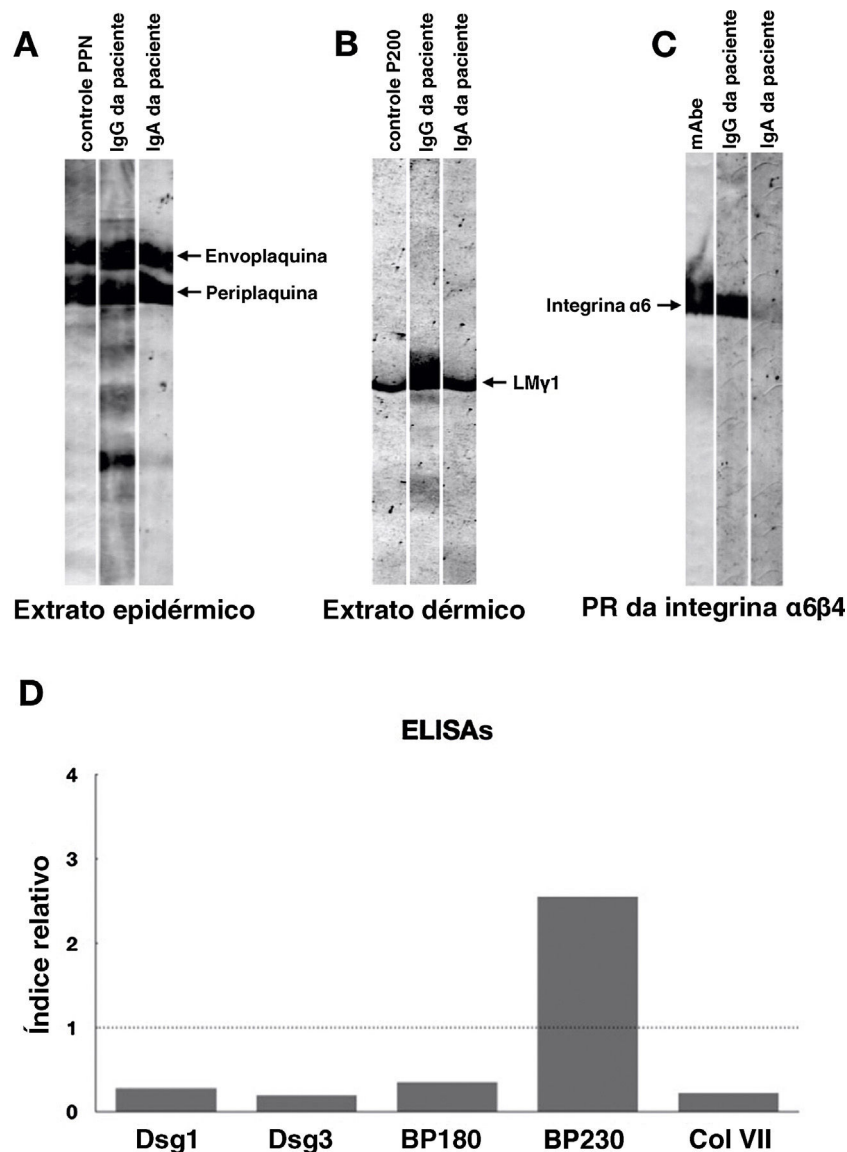 A
controle PPN
IgG da paciente
IgA da paciente
Envoplaquina
Periplaquina
Extrato epidérmico
B
controle P200
IgG da paciente
IgA da paciente
LMγ1
Extrato dérmico
C
mAbe
IgG da paciente
IgA da paciente
Integrina α6
PR da integrina α6β4
D
ELISAs
Índice relativo
4
3
2
1
0
Dsg1
Dsg3
BP180
BP230
Col VII